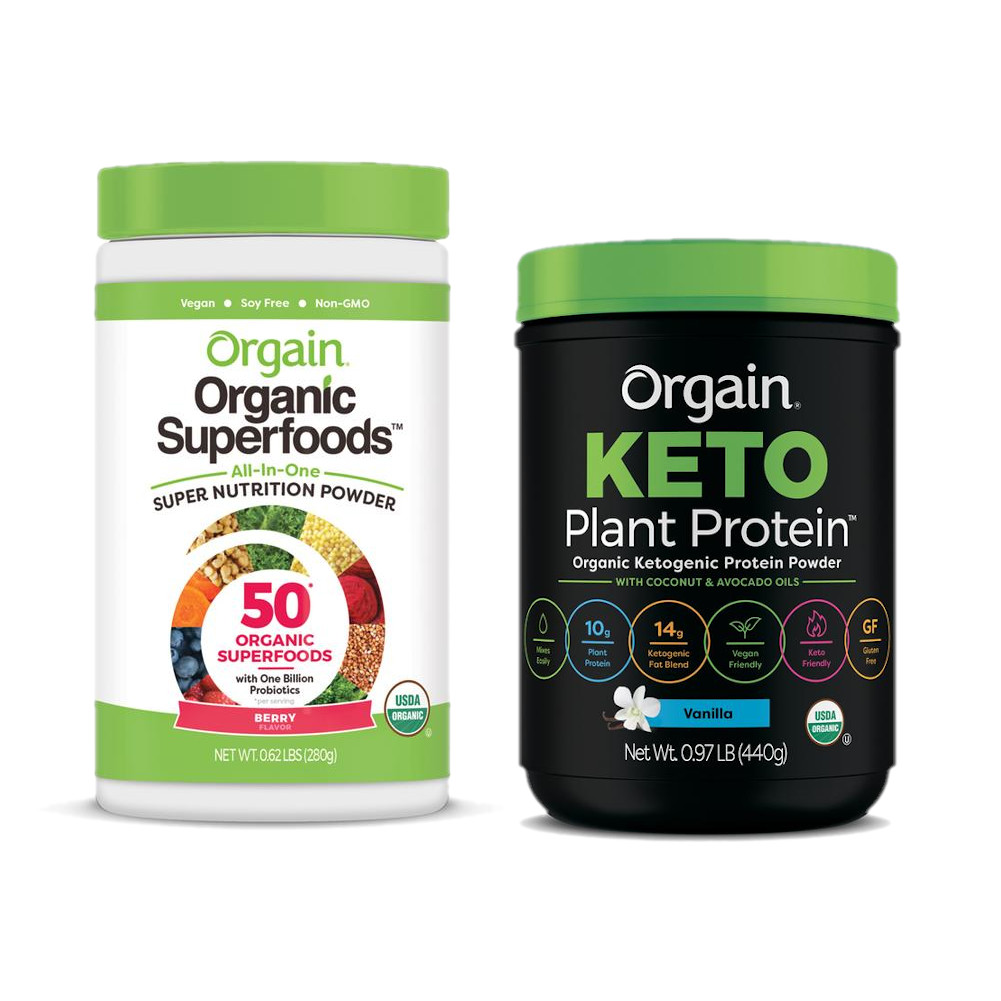 Vegan • Soy Free • Non-GMO
Orgain®
Organic
Superfoods™
All-In-One
SUPER NUTRITION POWDER
50*
ORGANIC
SUPERFOODS
with One Billion
Probiotics
*per serving
BERRY
FLAVOR
USDA
ORGANIC
NET WT. 0.62 LBS (280g)
Orgain®
KETO
Plant Protein™
Organic Ketogenic Protein Powder
WITH COCONUT & AVOCADO OILS
Mixes
Easily
10g
Plant
Protein
14g
Ketogenic
Fat Blend
Vegan
Friendly
Keto
Friendly
GF
Gluten
Free
Vanilla
USDA
ORGANIC
U
Net Wt. 0.97 LB (440g)